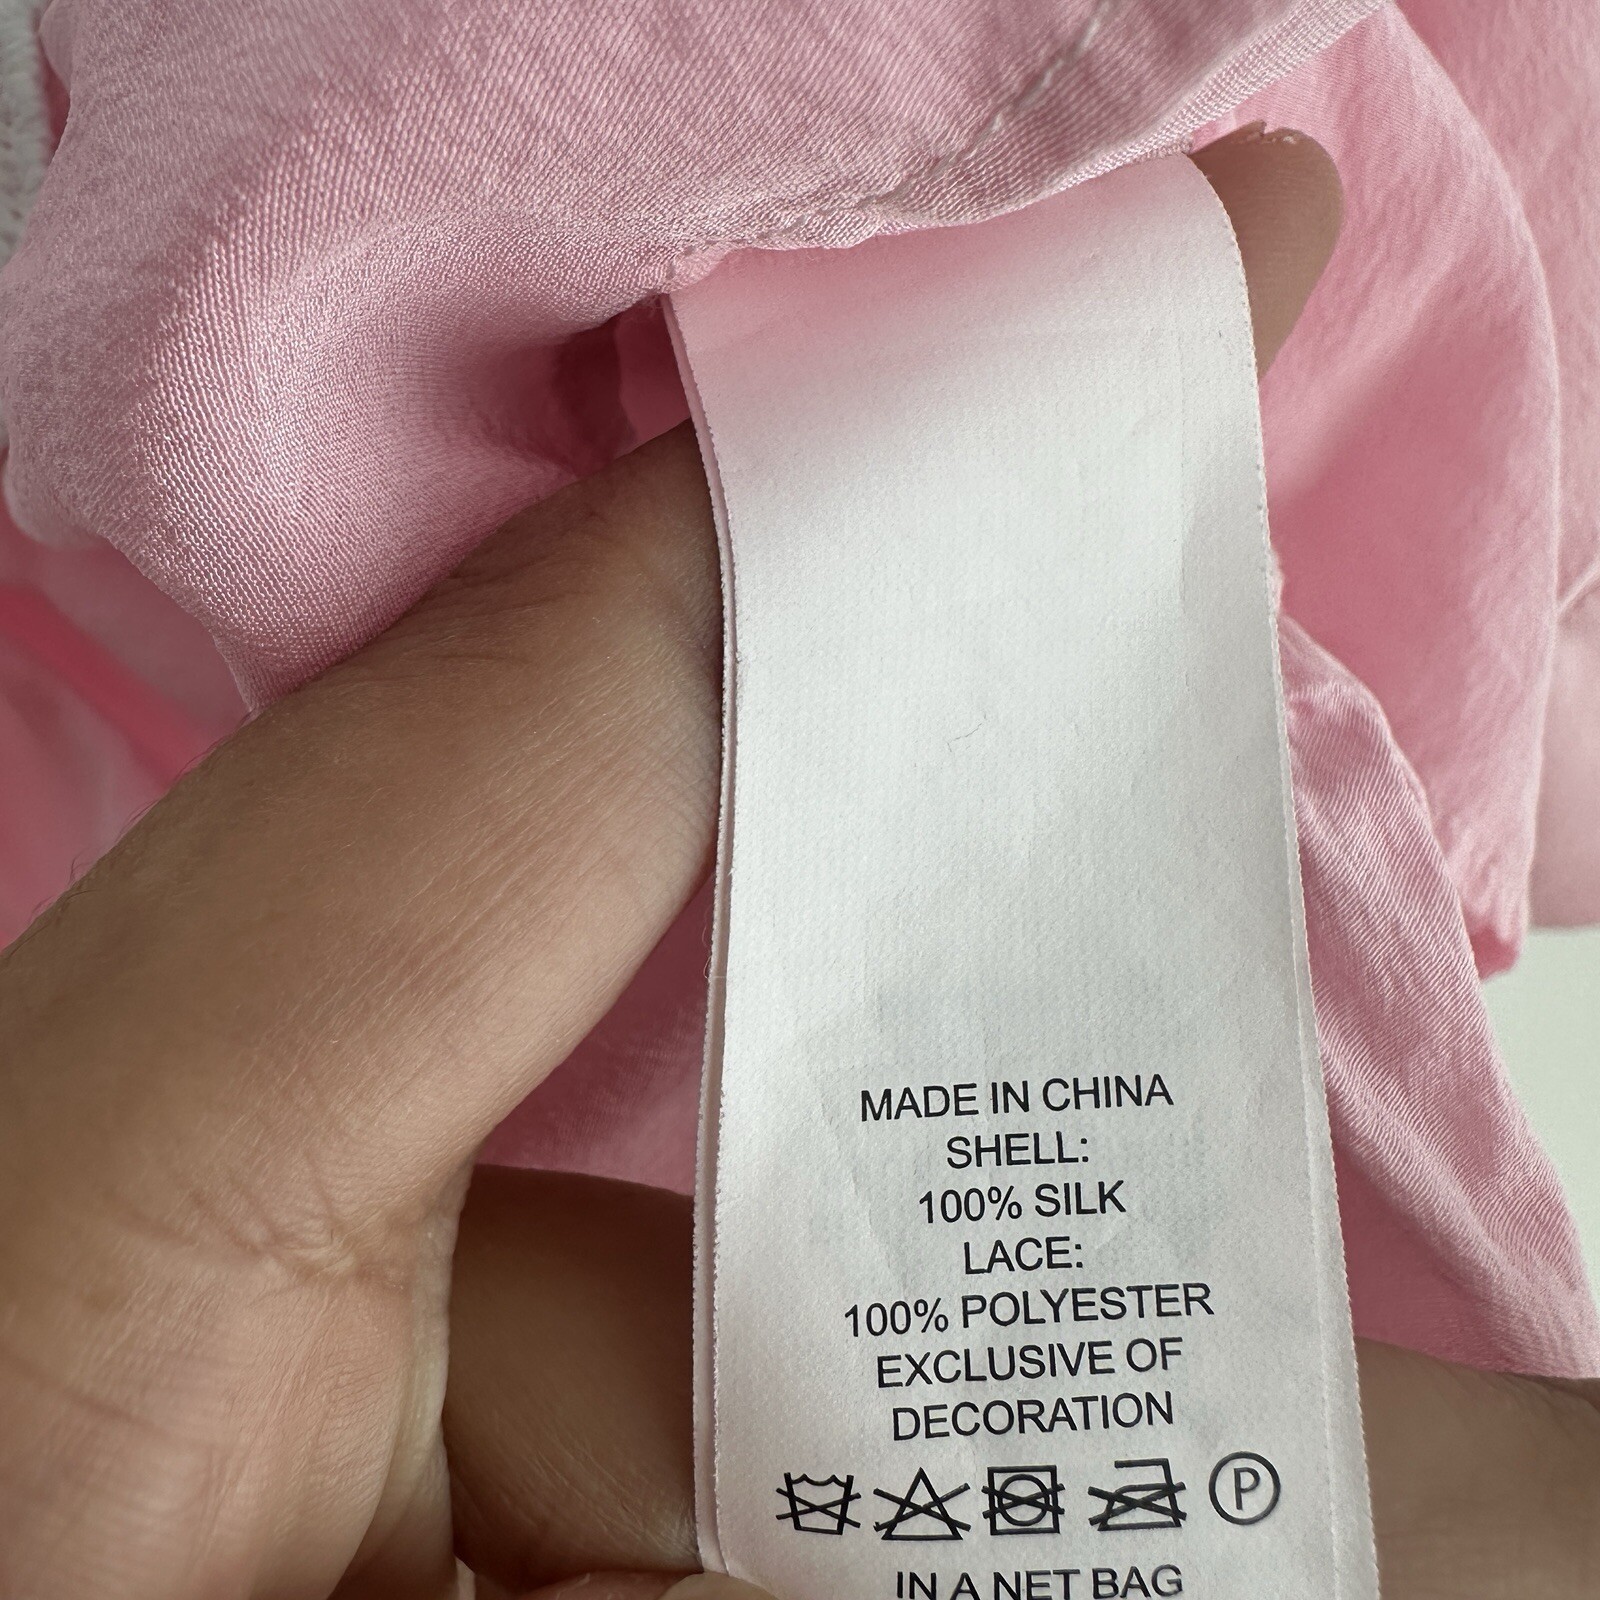 MADE IN CHINA
SHELL:
100% SILK
LACE:
100% POLYESTER
EXCLUSIVE OF
DECORATION
P
IN A NET BAG